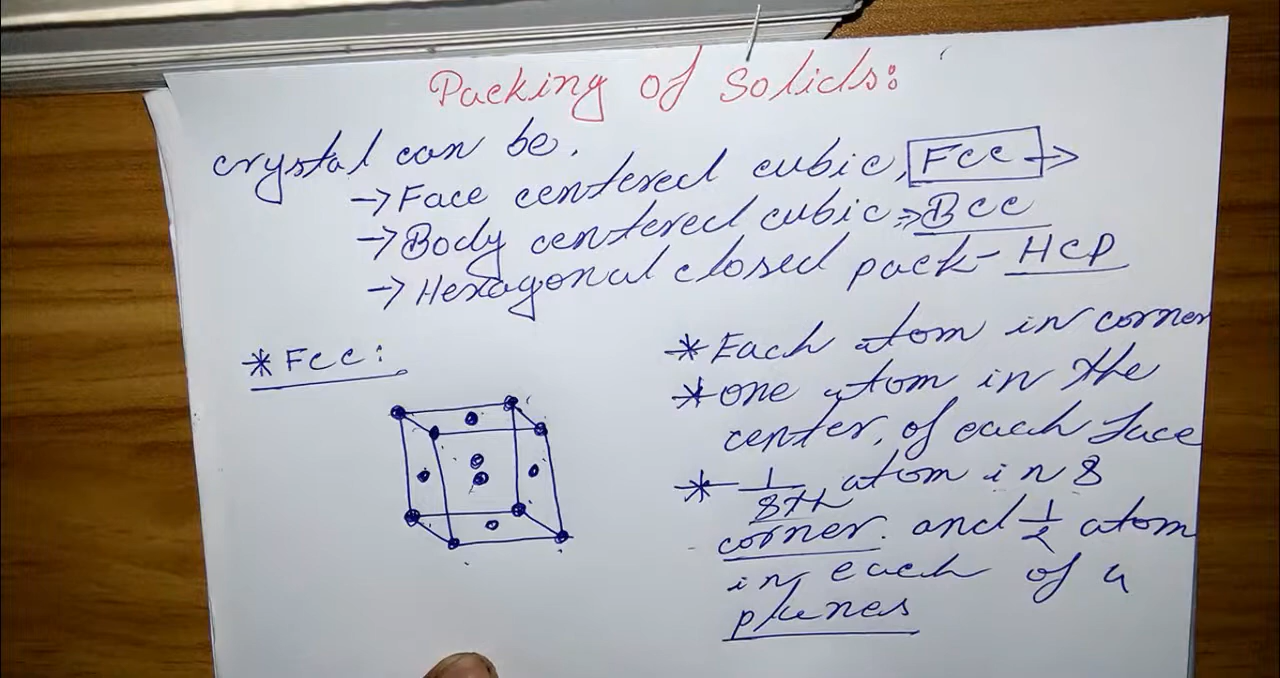 Packing of Solids:
crystal can be.
→ Face centered cubic, Fcc →
→ Body centered cubic ⇒ Bcc
→ Hexagonal closed pack - HCP
* Fcc:
* Each atom in corner
* one atom in the
center, of each face
* 1/8th atom in 8
corner. and 1/2 atom
in each of 4
planes